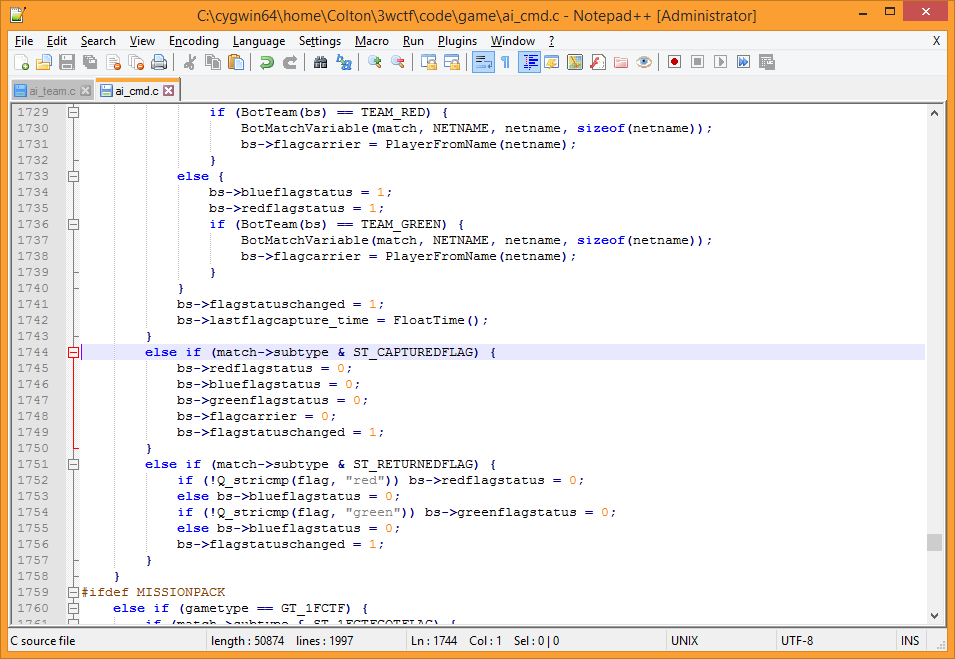 C:\cygwin64\home\Colton\3wctf\code\game\ai_cmd.c - Notepad++ [Administrator]
File Edit Search View Encoding Language Settings Macro Run Plugins Window ? X
ai_team.c ai_cmd.c
1729 if (BotTeam(bs) == TEAM_RED) {
1730 BotMatchVariable(match, NETNAME, netname, sizeof(netname));
1731 bs->flagcarrier = PlayerFromName(netname);
1732 }
1733 else {
1734 bs->blueflagstatus = 1;
1735 bs->redflagstatus = 1;
1736 if (BotTeam(bs) == TEAM_GREEN) {
1737 BotMatchVariable(match, NETNAME, netname, sizeof(netname));
1738 bs->flagcarrier = PlayerFromName(netname);
1739 }
1740 }
1741 bs->flagstatuschanged = 1;
1742 bs->lastflagcapture_time = FloatTime();
1743 }
1744 else if (match->subtype & ST_CAPTUREDFLAG) {
1745 bs->redflagstatus = 0;
1746 bs->blueflagstatus = 0;
1747 bs->greenflagstatus = 0;
1748 bs->flagcarrier = 0;
1749 bs->flagstatuschanged = 1;
1750 }
1751 else if (match->subtype & ST_RETURNEDFLAG) {
1752 if (!Q_stricmp(flag, "red")) bs->redflagstatus = 0;
1753 else bs->blueflagstatus = 0;
1754 if (!Q_stricmp(flag, "green")) bs->greenflagstatus = 0;
1755 else bs->blueflagstatus = 0;
1756 bs->flagstatuschanged = 1;
1757 }
1758 }
1759 #ifdef MISSIONPACK
1760 else if (gametype == GT_1FCTF) {
1761 if (match->subtype & ST_1FCTFGOTFLAG) {
C source file length : 50874 lines : 1997 Ln : 1744 Col : 1 Sel : 0 | 0 UNIX UTF-8 INS